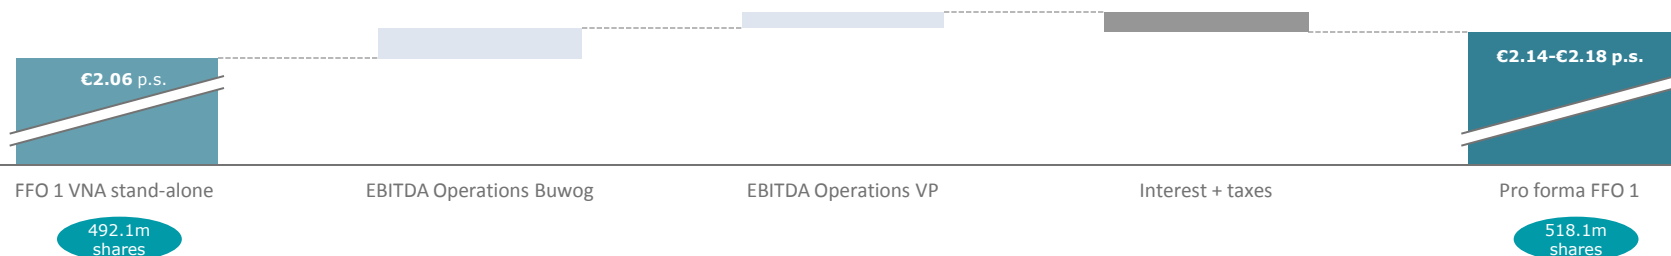 €2.06 p.s.
€2.14-€2.18 p.s.
FFO 1 VNA stand-alone
EBITDA Operations Buwog
EBITDA Operations VP
Interest + taxes
Pro forma FFO 1
492.1m
shares
518.1m
shares